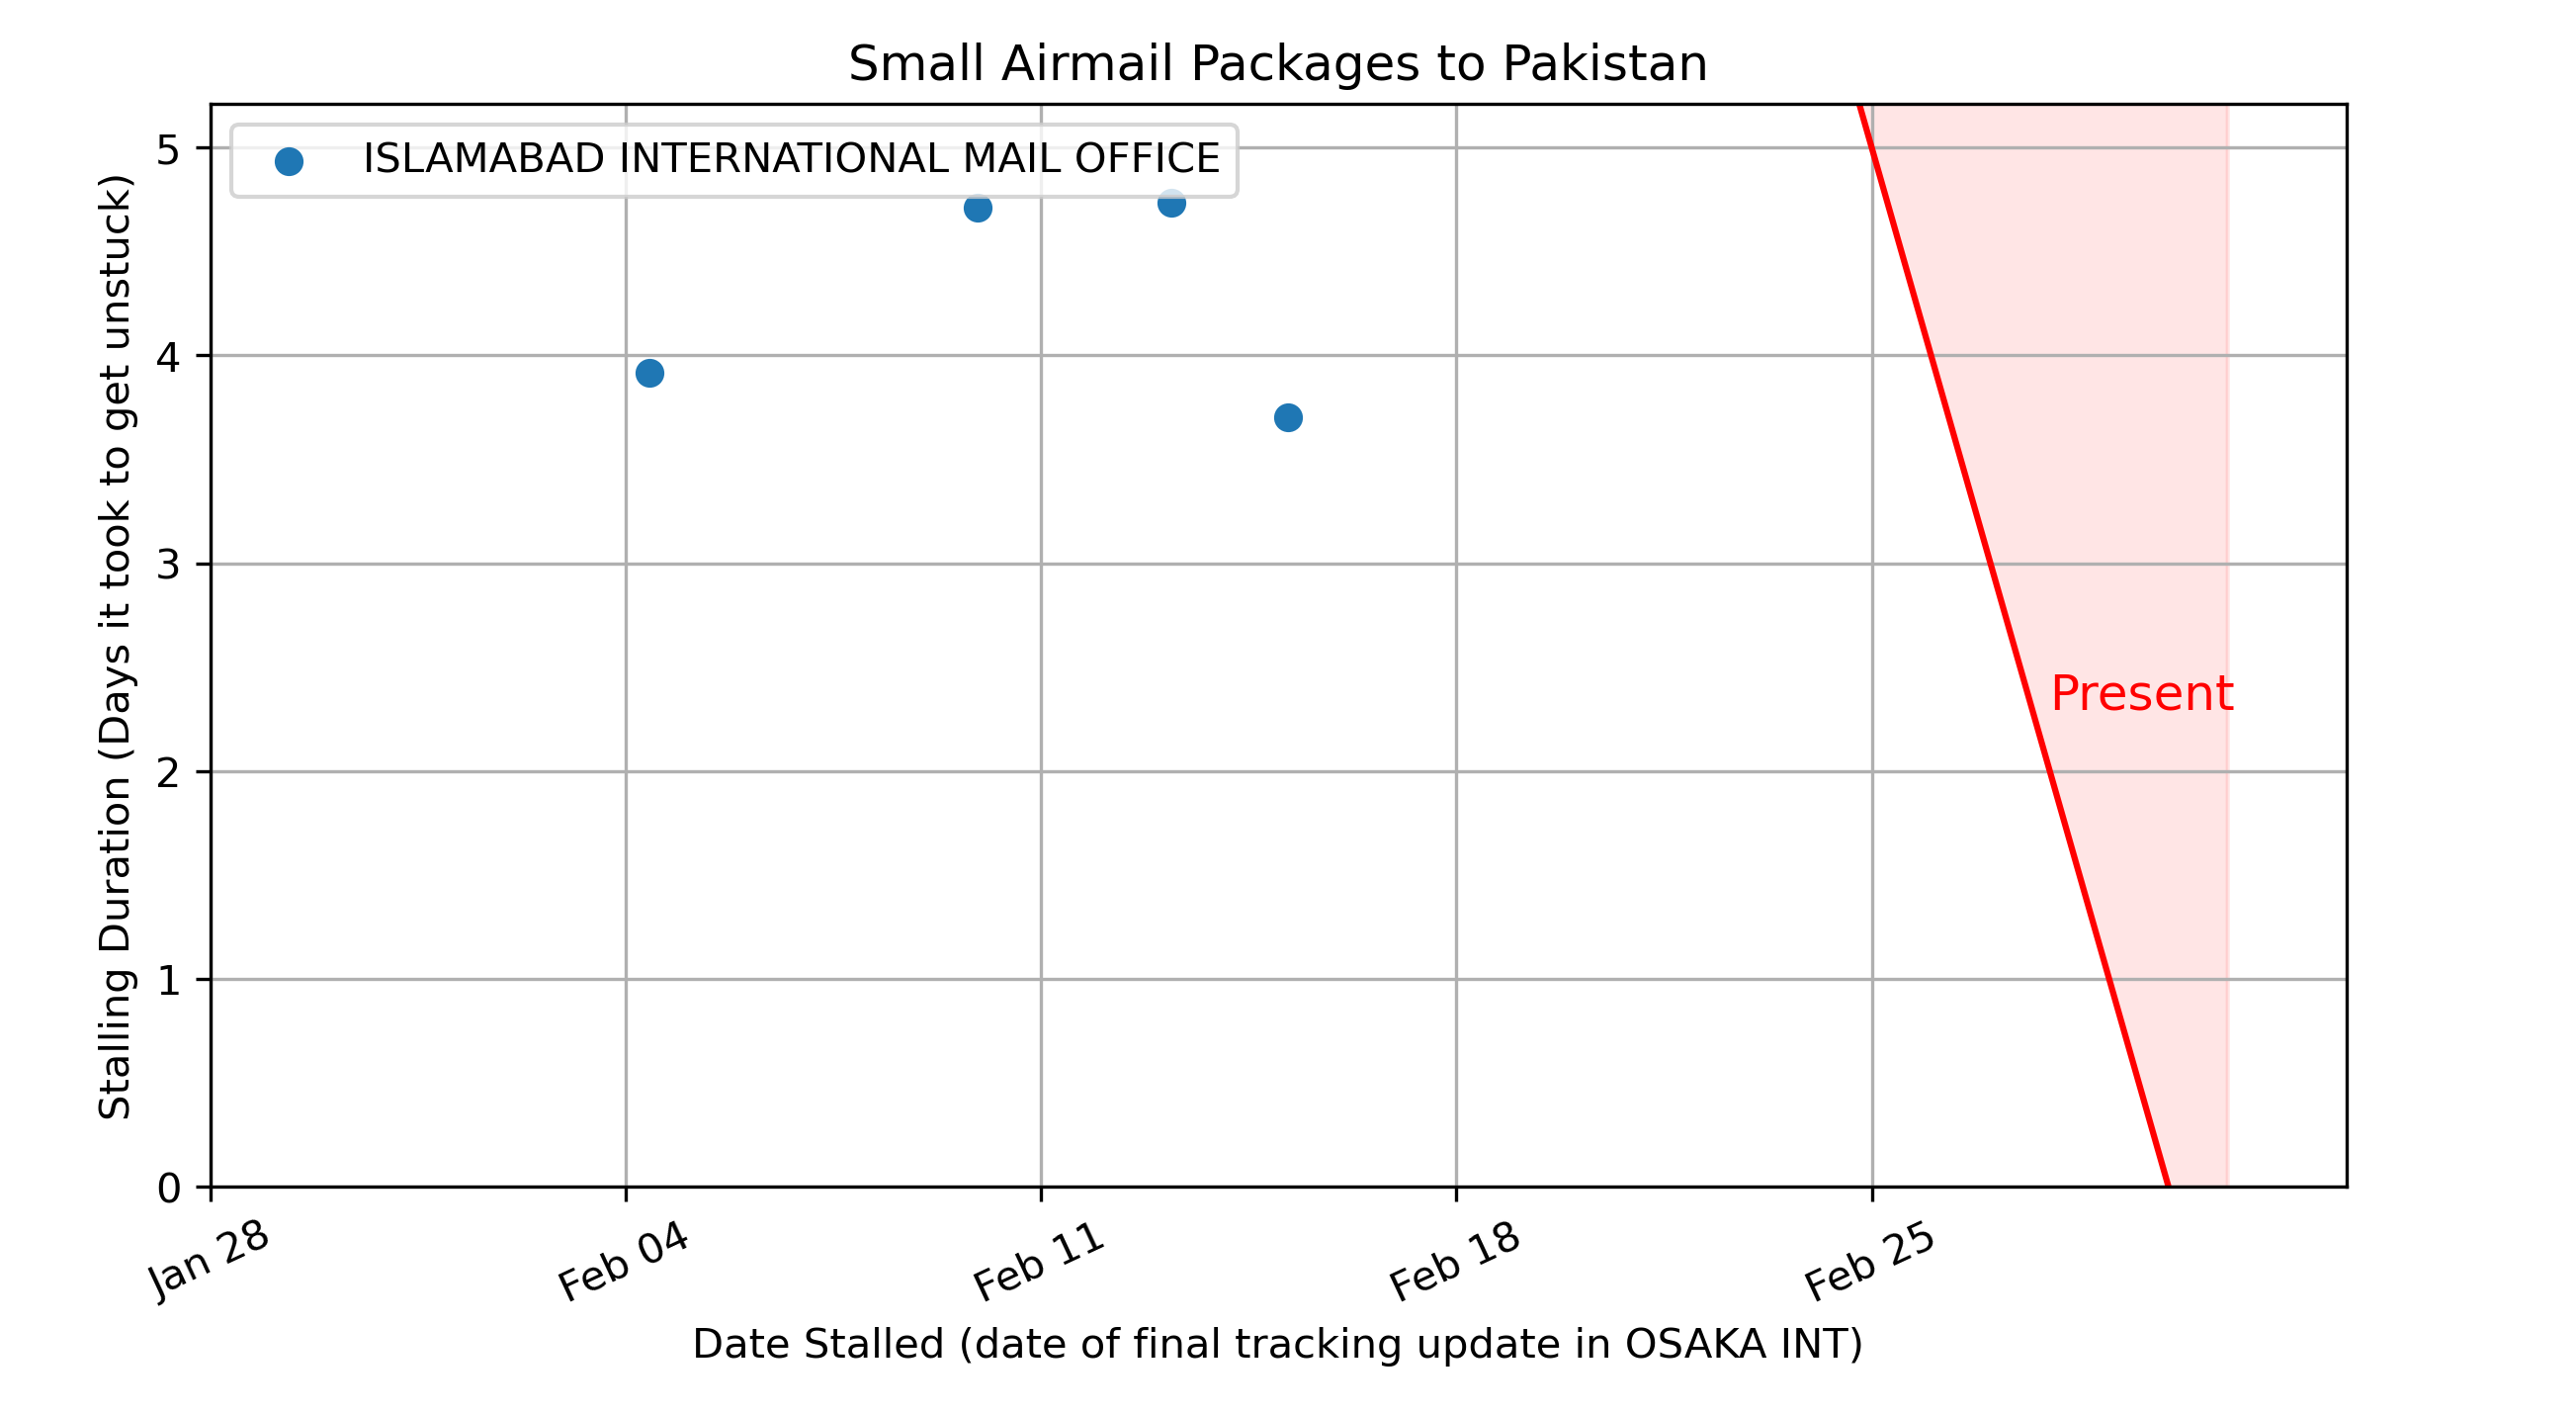 Small Airmail Packages to Pakistan
ISLAMABAD INTERNATIONAL MAIL OFFICE
Stalling Duration (Days it took to get unstuck)
5
4
3
2
1
0
Present
Jan 28
Feb 04
Feb 11
Feb 18
Feb 25
Date Stalled (date of final tracking update in OSAKA INT)